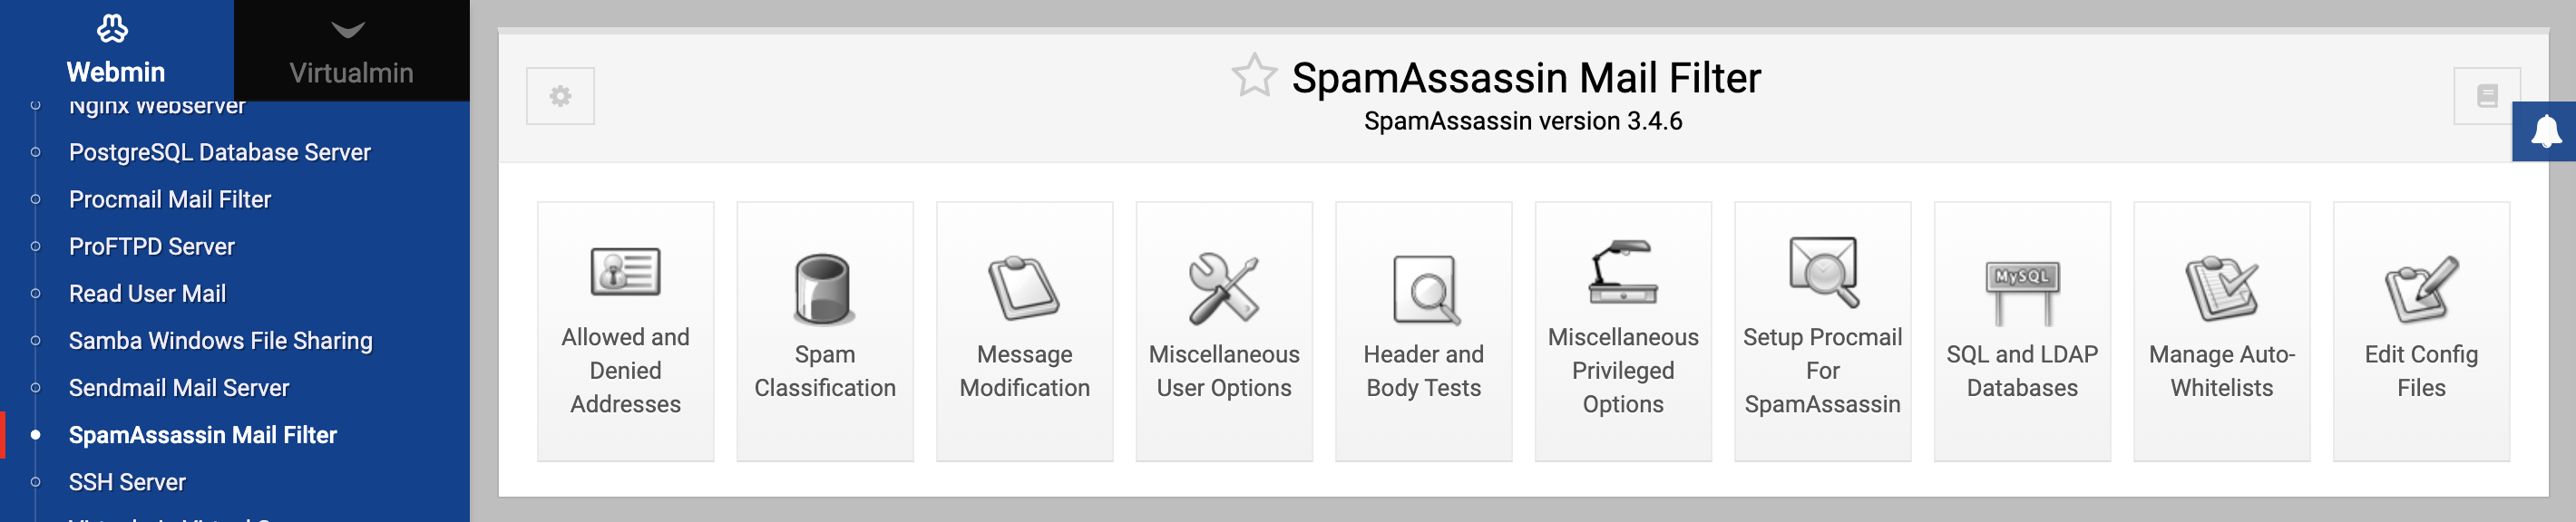 Webmin
Virtualmin
Nginx Webserver
PostgreSQL Database Server
Procmail Mail Filter
ProFTPD Server
Read User Mail
Samba Windows File Sharing
Sendmail Mail Server
SpamAssassin Mail Filter
SSH Server
SpamAssassin Mail Filter
SpamAssassin version 3.4.6
Allowed and
Denied
Addresses
Spam
Classification
Message
Modification
Miscellaneous
User Options
Header and
Body Tests
Miscellaneous
Privileged
Options
Setup Procmail
For
SpamAssassin
MySQL
SQL and LDAP
Databases
Manage Auto-
Whitelists
Edit Config
Files